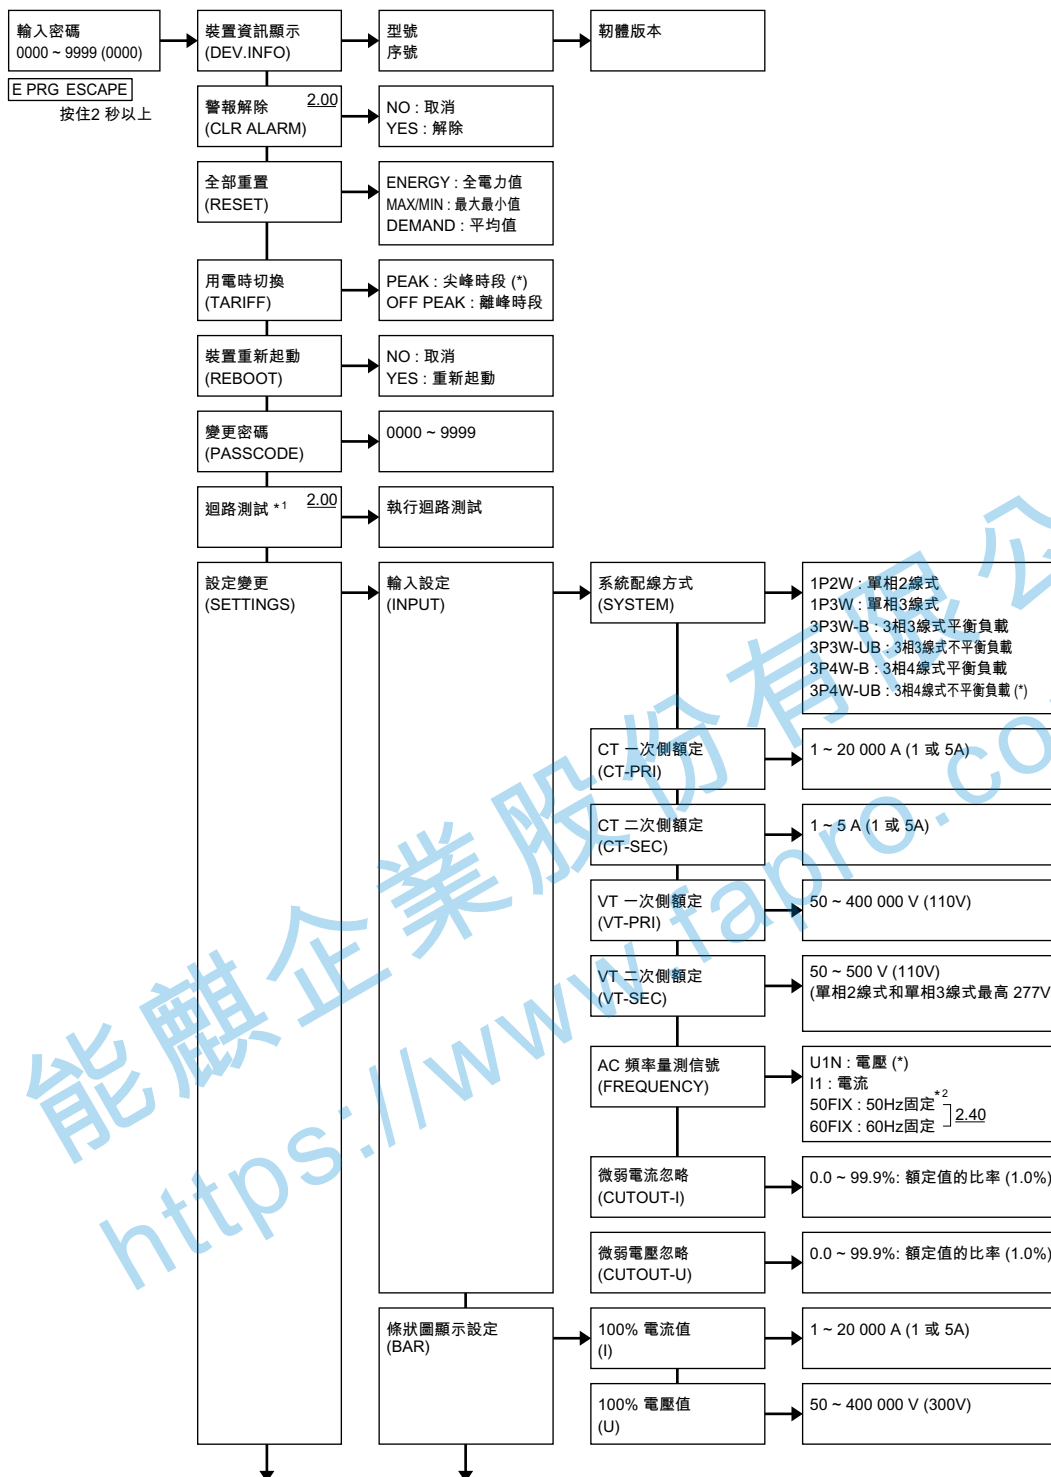 輸入密碼
0000 ~ 9999 (0000)
E PRG ESCAPE
按住2 秒以上
裝置資訊顯示
(DEV.INFO)
型號
序號
韌體版本
警報解除 2.00
(CLR ALARM)
NO : 取消
YES : 解除
全部重置
(RESET)
ENERGY : 全電力值
MAX/MIN : 最大最小值
DEMAND : 平均值
用電時切換
(TARIFF)
PEAK : 尖峰時段 (*)
OFF PEAK : 離峰時段
裝置重新起動
(REBOOT)
NO : 取消
YES : 重新起動
變更密碼
(PASSCODE)
0000 ~ 9999
迴路測試 *1 2.00
執行迴路測試
設定變更
(SETTINGS)
輸入設定
(INPUT)
系統配線方式
(SYSTEM)
1P2W : 單相2線式
1P3W : 單相3線式
3P3W-B : 3相3線式平衡負載
3P3W-UB : 3相3線式不平衡負載
3P4W-B : 3相4線式平衡負載
3P4W-UB : 3相4線式不平衡負載 (*)
CT 一次側額定
(CT-PRI)
1 ~ 20 000 A (1 或 5A)
CT 二次側額定
(CT-SEC)
1 ~ 5 A (1 或 5A)
VT 一次側額定
(VT-PRI)
50 ~ 400 000 V (110V)
VT 二次側額定
(VT-SEC)
50 ~ 500 V (110V)
(單相2線式和單相3線式最高 277V
AC 頻率量測信號
(FREQUENCY)
U1N : 電壓 (*)
I1 : 電流
50FIX : 50Hz固定 *2
60FIX : 60Hz固定 2.40
微弱電流忽略
(CUTOUT-I)
0.0 ~ 99.9%: 額定值的比率 (1.0%)
微弱電壓忽略
(CUTOUT-U)
0.0 ~ 99.9%: 額定值的比率 (1.0%)
條狀圖顯示設定
(BAR)
100% 電流值
(I)
1 ~ 20 000 A (1 或 5A)
100% 電壓值
(U)
50 ~ 400 000 V (300V)
能麒企業股份有限公
https://www.fapro.co